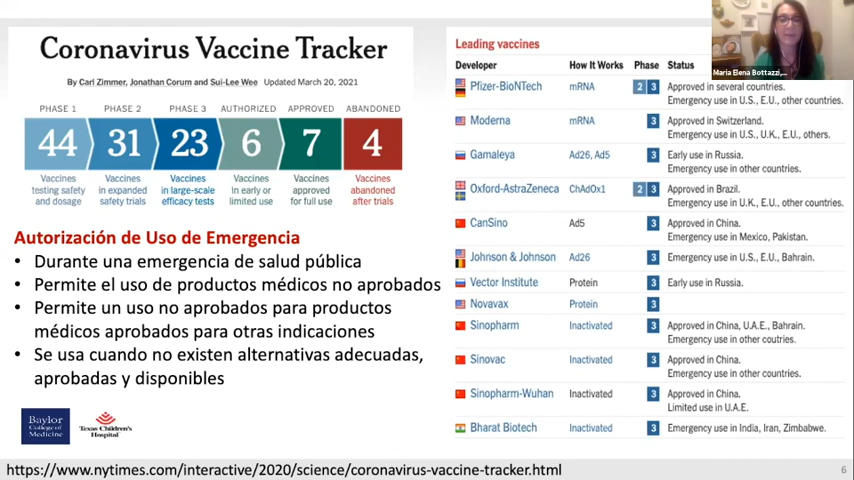 Coronavirus Vaccine Tracker
By Carl Zimmer, Jonathan Corum and Sui-Lee Wee Updated March 20, 2021
PHASE 1 PHASE 2 PHASE 3 AUTHORIZED APPROVED ABANDONED
44 31 23 6 7 4
Vaccines Vaccines Vaccines Vaccines Vaccines Vaccines
testing safety in expanded in large-scale in early or approved abandoned
and dosage safety trials efficacy tests limited use for full use after trials
Autorización de Uso de Emergencia
• Durante una emergencia de salud pública
• Permite el uso de productos médicos no aprobados
• Permite un uso no aprobados para productos
médicos aprobados para otras indicaciones
• Se usa cuando no existen alternativas adecuadas,
aprobadas y disponibles
Baylor
College of
Medicine
Texas Children's
Hospital
https://www.nytimes.com/interactive/2020/science/coronavirus-vaccine-tracker.html
Leading vaccines
Developer How It Works Phase Status
Pfizer-BioNTech mRNA 2 3 Approved in several countries.
Emergency use in U.S., E.U., other countries.
Moderna mRNA 3 Approved in Switzerland.
Emergency use in U.S., U.K., E.U., others.
Gamaleya Ad26, Ad5 3 Early use in Russia.
Emergency use in other countries.
Oxford-AstraZeneca ChAdOx1 2 3 Approved in Brazil.
Emergency use in U.K., E.U., other countries.
CanSino Ad5 3 Approved in China.
Emergency use in Mexico, Pakistan.
Johnson & Johnson Ad26 3 Emergency use in U.S., E.U., Bahrain.
Vector Institute Protein 3 Early use in Russia.
Novavax Protein 3
Sinopharm Inactivated 3 Approved in China, U.A.E., Bahrain.
Emergency use in other coutries.
Sinovac Inactivated 3 Approved in China.
Emergency use in other countries.
Sinopharm-Wuhan Inactivated 3 Approved in China.
Limited use in U.A.E.
Bharat Biotech Inactivated 3 Emergency use in India, Iran, Zimbabwe.
Maria Elena Bottazzi,...
6